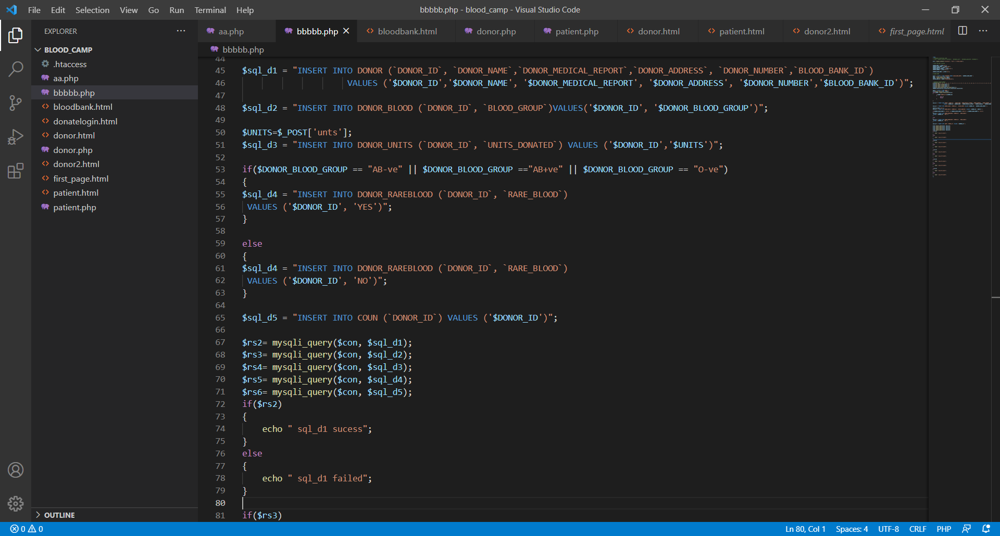 File Edit Selection View Go Run Terminal Help
bbbbb.php - blood_camp - Visual Studio Code
EXPLORER
BLOOD_CAMP
.htaccess
aa.php
bbbbb.php
bloodbank.html
donatelogin.html
donor.html
donor.php
donor2.html
first_page.html
patient.html
patient.php
OUTLINE
aa.php bbbbb.php bloodbank.html donor.php patient.php donor.html patient.html donor2.html first_page.html
bbbbb.php
44
45 $sql_d1 = "INSERT INTO DONOR (`DONOR_ID`, `DONOR_NAME`,`DONOR_MEDICAL_REPORT`,`DONOR_ADDRESS`, `DONOR_NUMBER`,`BLOOD_BANK_ID`)
46 VALUES ('$DONOR_ID','$DONOR_NAME', '$DONOR_MEDICAL_REPORT', '$DONOR_ADDRESS', '$DONOR_NUMBER','$BLOOD_BANK_ID')";
47
48 $sql_d2 = "INSERT INTO DONOR_BLOOD (`DONOR_ID`, `BLOOD_GROUP`)VALUES('$DONOR_ID', '$DONOR_BLOOD_GROUP')";
49
50 $UNITS=$_POST['unts'];
51 $sql_d3 = "INSERT INTO DONOR_UNITS (`DONOR_ID`, `UNITS_DONATED`) VALUES ('$DONOR_ID','$UNITS')";
52
53 if($DONOR_BLOOD_GROUP == "AB-ve" || $DONOR_BLOOD_GROUP =="AB+ve" || $DONOR_BLOOD_GROUP == "O-ve")
54 {
55 $sql_d4 = "INSERT INTO DONOR_RAREBLOOD (`DONOR_ID`, `RARE_BLOOD`)
56 VALUES ('$DONOR_ID', 'YES')";
57 }
58
59 else
60 {
61 $sql_d4 = "INSERT INTO DONOR_RAREBLOOD (`DONOR_ID`, `RARE_BLOOD`)
62 VALUES ('$DONOR_ID', 'NO')";
63 }
64
65 $sql_d5 = "INSERT INTO COUN (`DONOR_ID`) VALUES ('$DONOR_ID')";
66
67 $rs2= mysqli_query($con, $sql_d1);
68 $rs3= mysqli_query($con, $sql_d2);
69 $rs4= mysqli_query($con, $sql_d3);
70 $rs5= mysqli_query($con, $sql_d4);
71 $rs6= mysqli_query($con, $sql_d5);
72 if($rs2)
73 {
74 echo " sql_d1 sucess";
75 }
76 else
77 {
78 echo " sql_d1 failed";
79 }
80
81 if($rs3)
0 0 Ln 80, Col 1 Spaces: 4 UTF-8 CRLF PHP